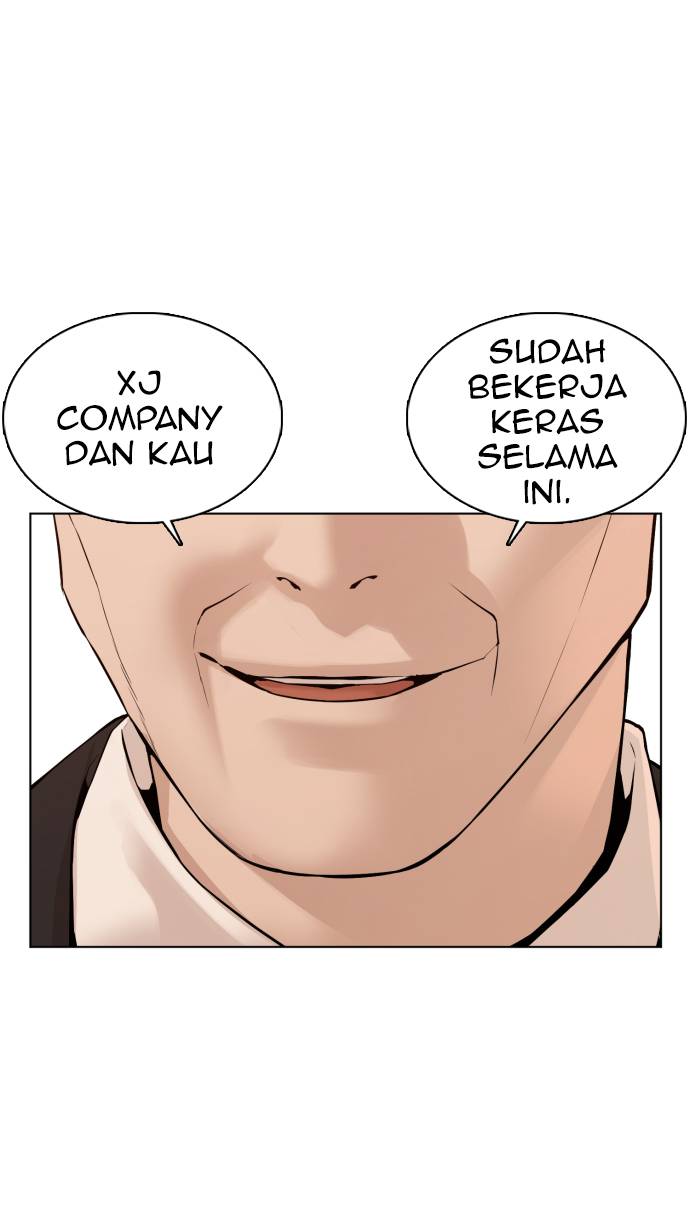 XJ
COMPANY
DAN KAU
SUDAH
BEKERJA
KERAS
SELAMA
INI.